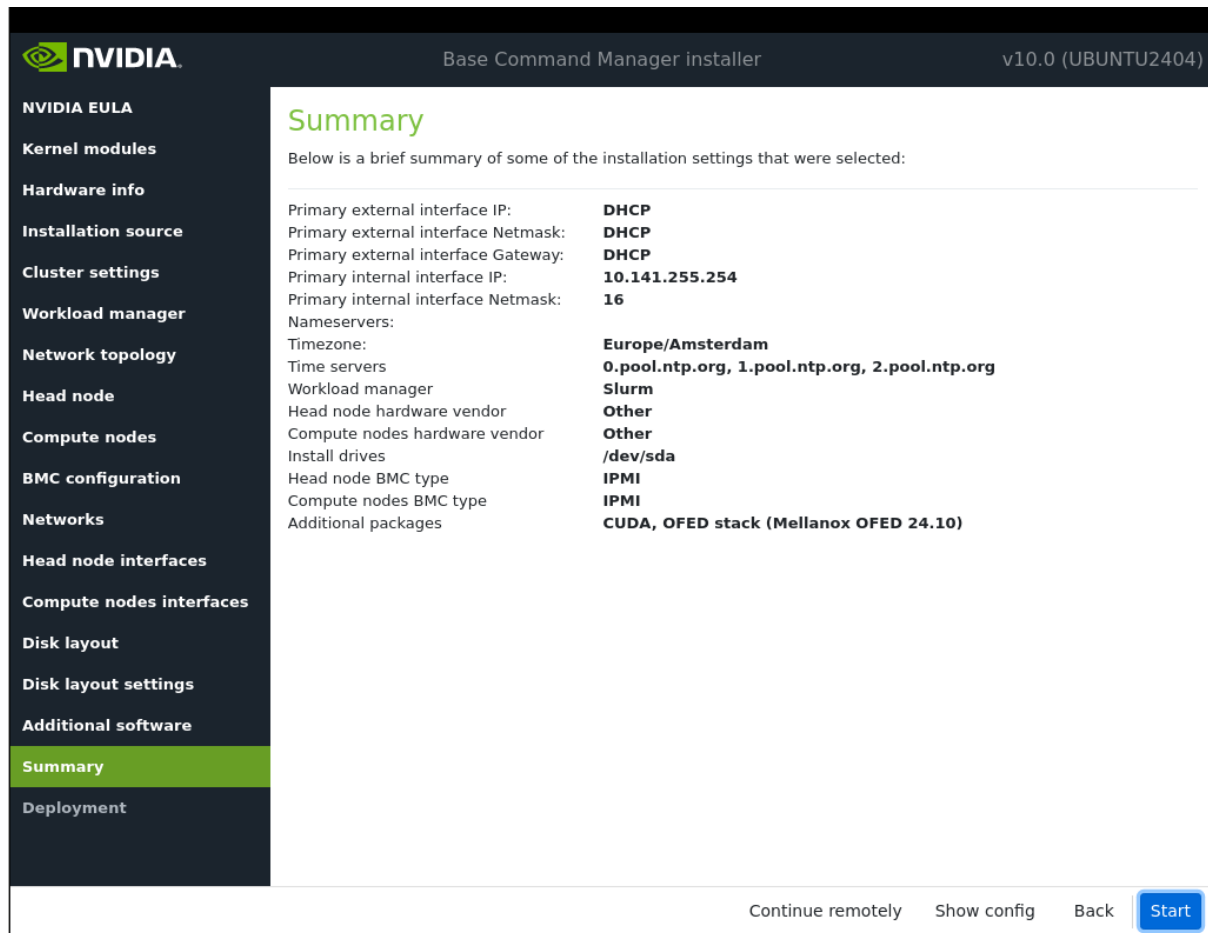 NVIDIA.
Base Command Manager installer
v10.0 (UBUNTU2404)
NVIDIA EULA
Kernel modules
Hardware info
Installation source
Cluster settings
Workload manager
Network topology
Head node
Compute nodes
BMC configuration
Networks
Head node interfaces
Compute nodes interfaces
Disk layout
Disk layout settings
Additional software
Summary
Deployment
Summary
Below is a brief summary of some of the installation settings that were selected:
Primary external interface IP: DHCP
Primary external interface Netmask: DHCP
Primary external interface Gateway: DHCP
Primary internal interface IP: 10.141.255.254
Primary internal interface Netmask: 16
Nameservers:
Timezone: Europe/Amsterdam
Time servers 0.pool.ntp.org, 1.pool.ntp.org, 2.pool.ntp.org
Workload manager Slurm
Head node hardware vendor Other
Compute nodes hardware vendor Other
Install drives /dev/sda
Head node BMC type IPMI
Compute nodes BMC type IPMI
Additional packages CUDA, OFED stack (Mellanox OFED 24.10)
Continue remotely Show config Back Start